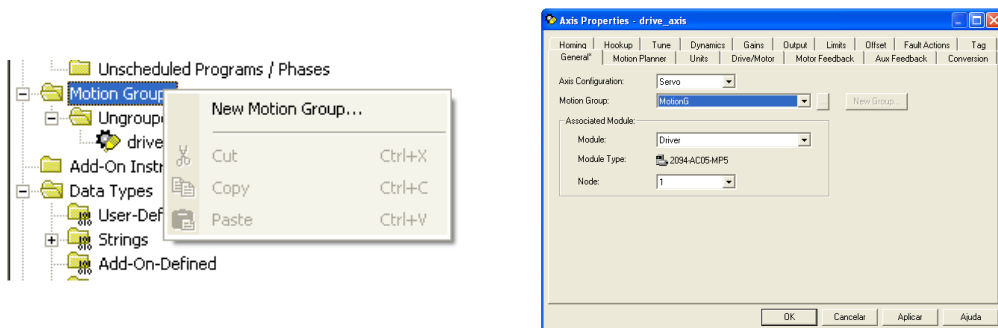 Unscheduled Programs / Phases
Motion Group
New Motion Group...
Ungroup
drive
Cut Ctrl+X
Add-On Instr
Copy Ctrl+C
Data Types
User-Def
Paste Ctrl+V
Strings
Add-On-Defined
Axis Properties - drive_axis
Homing Hookup Tune Dynamics Gains Output Limits Offset Fault Actions Tag
General* Motion Planner Units Drive/Motor Motor Feedback Aux Feedback Conversion
Axis Configuration: Servo
Motion Group: MotionG ... New Group...
Associated Module:
Module: Driver
Module Type: 2094-AC05-MP5
Node: 1
OK Cancelar Aplicar Ajuda